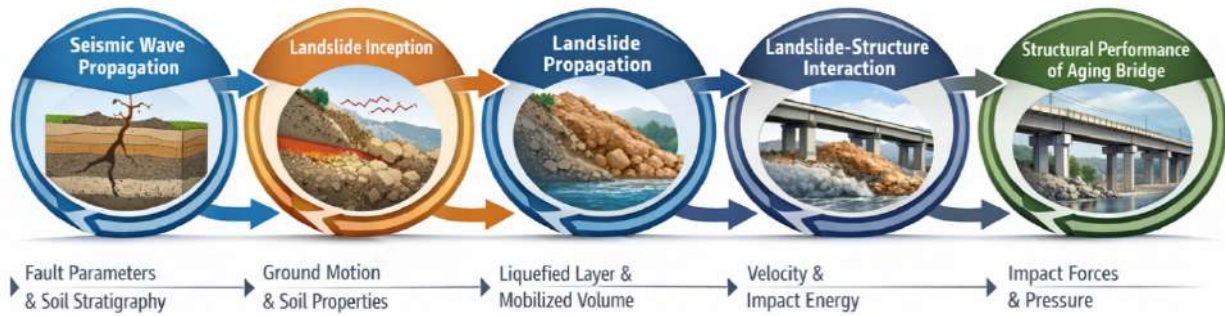 Seismic Wave
Propagation
Landslide Inception
Landslide
Propagation
Landslide-Structure
Interaction
Structural Performance
of Aging Bridge
Fault Parameters
& Soil Stratigraphy
Ground Motion
& Soil Properties
Liquefied Layer &
Mobilized Volume
Velocity &
Impact Energy
Impact Forces
& Pressure